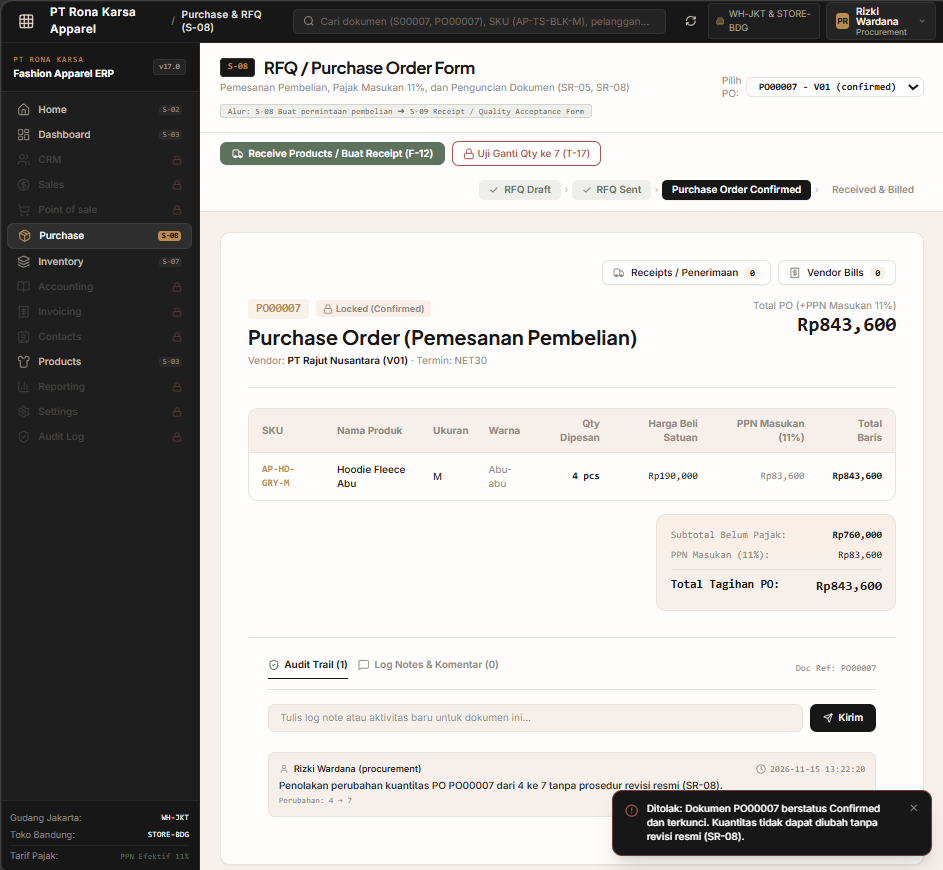 PT Rona Karsa Apparel
/ Purchase & RFQ (S-08)
Cari dokumen (S00007, PO00007), SKU (AP-TS-BLK-M), pelanggan...
WH-JKT & STORE-BDG
PR
Rizki Wardana
Procurement
PT RONA KARSA
Fashion Apparel ERP
v17.0
Home S-02
Dashboard S-03
CRM
Sales
Point of sale
Purchase S-08
Inventory S-07
Accounting
Invoicing
Contacts
Products S-03
Reporting
Settings
Audit Log
Gudang Jakarta: WH-JKT
Toko Bandung: STORE-BDG
Tarif Pajak: PPN Efektif 11%
S-08 RFQ / Purchase Order Form
Pemesanan Pembelian, Pajak Masukan 11%, dan Penguncian Dokumen (SR-05, SR-08)
Alur: S-08 Buat permintaan pembelian → S-09 Receipt / Quality Acceptance Form
Pilih PO:
PO00007 - V01 (confirmed)
Receive Products / Buat Receipt (F-12)
Uji Ganti Qty ke 7 (T-17)
✓ RFQ Draft › ✓ RFQ Sent › Purchase Order Confirmed › Received & Billed
Receipts / Penerimaan 0
Vendor Bills 0
PO00007
Locked (Confirmed)
Total PO (+PPN Masukan 11%)
Rp843,600
Purchase Order (Pemesanan Pembelian)
Vendor: PT Rajut Nusantara (V01) · Termin: NET30
SKU Nama Produk Ukuran Warna Qty Dipesan Harga Beli Satuan PPN Masukan (11%) Total Baris
AP-HD-GRY-M Hoodie Fleece Abu M Abu-abu 4 pcs Rp190,000 Rp83,600 Rp843,600
Subtotal Belum Pajak: Rp760,000
PPN Masukan (11%): Rp83,600
Total Tagihan PO: Rp843,600
Audit Trail (1)
Log Notes & Komentar (0)
Doc Ref: PO00007
Tulis log note atau aktivitas baru untuk dokumen ini...
Kirim
Rizki Wardana (procurement)
2026-11-15 13:22:20
Penolakan perubahan kuantitas PO PO00007 dari 4 ke 7 tanpa prosedur revisi resmi (SR-08).
Perubahan: 4 → 7
Ditolak: Dokumen PO00007 berstatus Confirmed
dan terkunci. Kuantitas tidak dapat diubah tanpa
revisi resmi (SR-08).